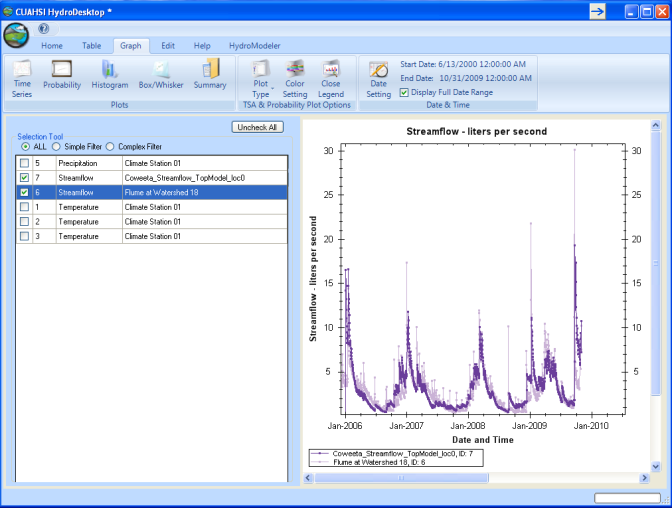 CUAHSI HydroDesktop *
Home Table Graph Edit Help HydroModeler
Time Series
Probability
Histogram
Box/Whisker
Summary
Plots
Plot Type
Color Setting
Close Legend
TSA & Probability Plot Options
Date Setting
Start Date: 6/13/2000 12:00:00 AM
End Date: 10/31/2009 12:00:00 AM
Display Full Date Range
Date & Time
Uncheck All
Selection Tool
ALL Simple Filter Complex Filter
5 Precipitation Climate Station 01
7 Streamflow Coweeta_Streamflow_TopModel_loc0
6 Streamflow Flume at Watershed 18
1 Temperature Climate Station 01
2 Temperature Climate Station 01
3 Temperature Climate Station 01
Streamflow - liters per second
30 30
25 25
20 20
15 15
10 10
5 5
Streamflow - liters per second
Jan-2006 Jan-2007 Jan-2008 Jan-2009 Jan-2010
Date and Time
Coweeta_Streamflow_TopModel_loc0, ID: 7
Flume at Watershed 18, ID: 6